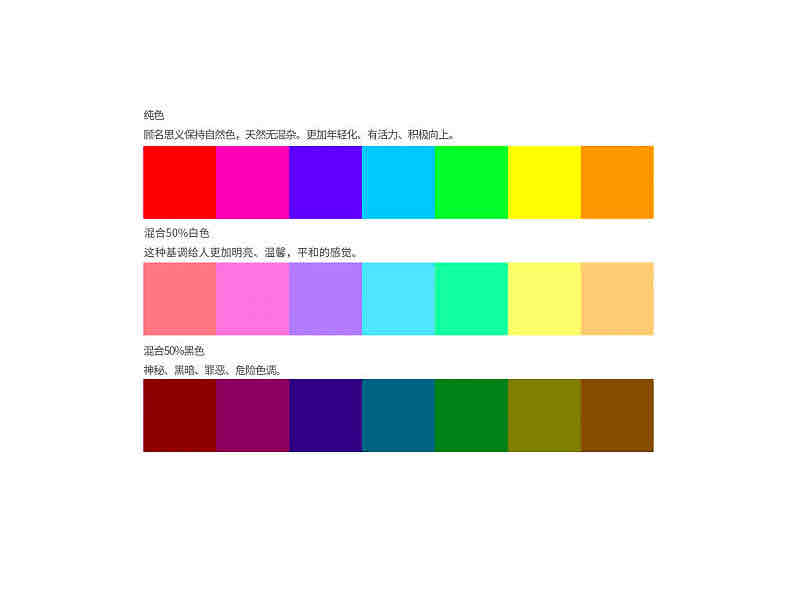 纯色
顾名思义保持自然色，天然无混杂。更加年轻化、有活力、积极向上。
混合50%白色
这种基调给人更加明亮、温馨，平和的感觉。
混合50%黑色
神秘、黑暗、罪恶、危险色调。